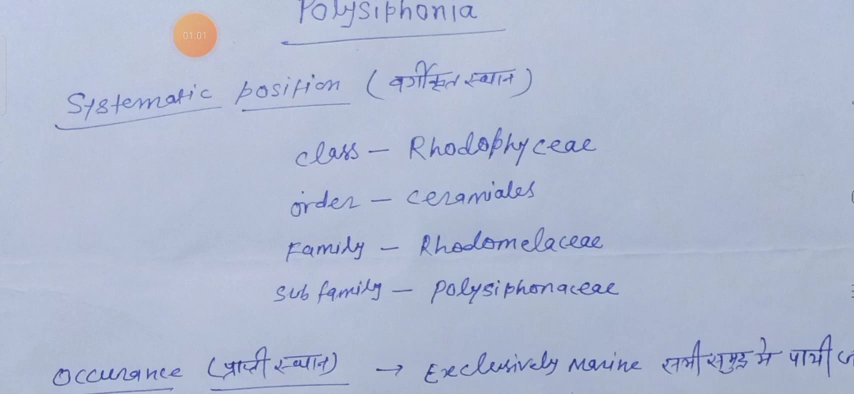 Polysiphonia
01:01
Systematic position (वर्गीकृत स्थान)
class – Rhodophyceae
order – ceramiales
Family – Rhodomelaceae
Sub family – Polysiphonaceae
Occurance (प्राप्ती स्थान) → Exclusively Marine सभी समुद्र मे पायी